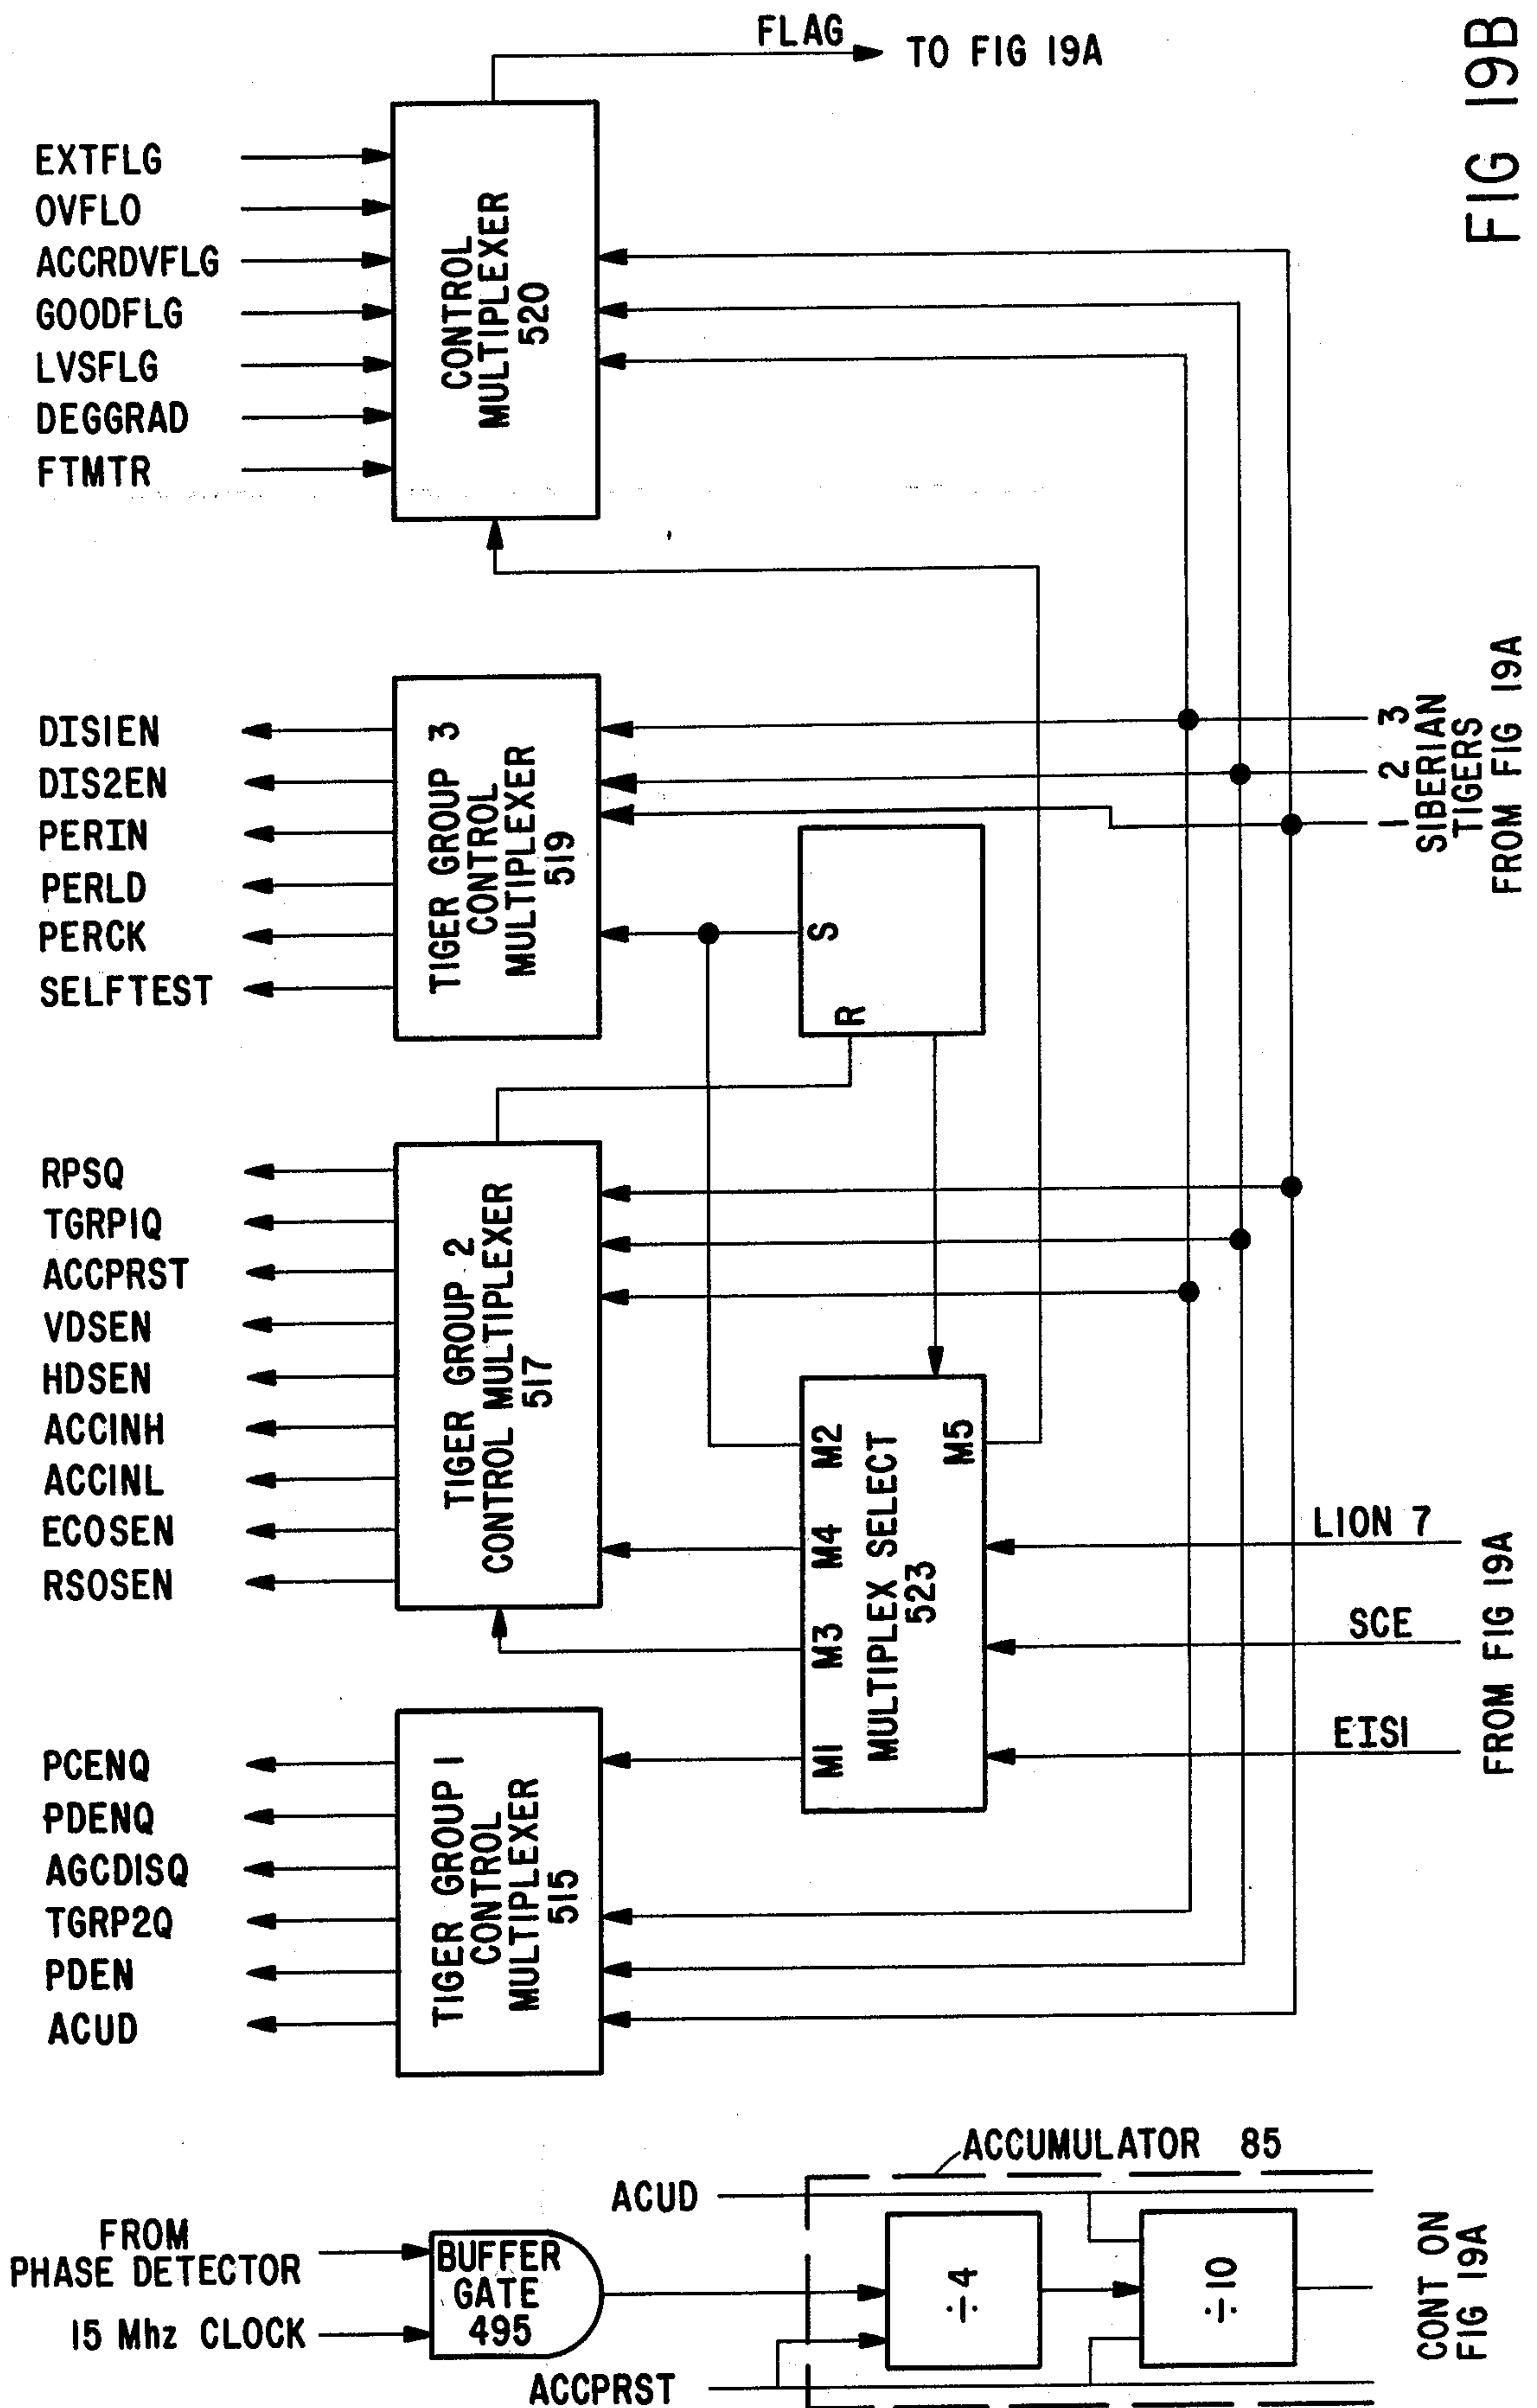 FIG 19B
FLAG
TO FIG 19A
EXTFLG
OVFLO
ACCRDVFLG
GOODFLG
LVSFLG
DEGGRAD
FTMTR
CONTROL
MULTIPLEXER
520
DIS1EN
DIS2EN
PERIN
PERLD
PERCK
SELFTEST
TIGER GROUP 3
CONTROL
MULTIPLEXER
519
S
R
1 2 3
SIBERIAN
TIGERS
FROM FIG 19A
RPSQ
TGRP1Q
ACCPRST
VDSEN
HDSEN
ACCINH
ACCINL
ECOSEN
RSOSEN
TIGER GROUP 2
CONTROL MULTIPLEXER
517
M1 M3 M4 M2
MULTIPLEX SELECT
523
M5
LION 7
SCE
EIS1
FROM FIG 19A
PCENQ
PDENQ
AGCDISQ
TGRP2Q
PDEN
ACUD
TIGER GROUP 1
CONTROL
MULTIPLEXER
515
ACCUMULATOR 85
ACUD
FROM
PHASE DETECTOR
15 Mhz CLOCK
BUFFER
GATE
495
÷4
÷10
ACCPRST
CONT ON
FIG 19A